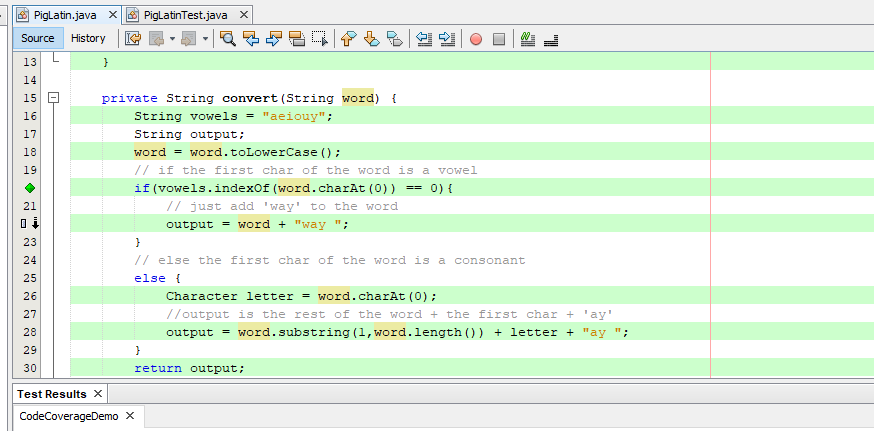 PigLatin.java PigLatinTest.java
Source History
13 }
14
15 private String convert(String word) {
16 String vowels = "aeiouy";
17 String output;
18 word = word.toLowerCase();
19 // if the first char of the word is a vowel
if(vowels.indexOf(word.charAt(0)) == 0){
21 // just add 'way' to the word
output = word + "way ";
23 }
24 // else the first char of the word is a consonant
25 else {
26 Character letter = word.charAt(0);
27 //output is the rest of the word + the first char + 'ay'
28 output = word.substring(1,word.length()) + letter + "ay ";
29 }
30 return output;
Test Results
CodeCoverageDemo